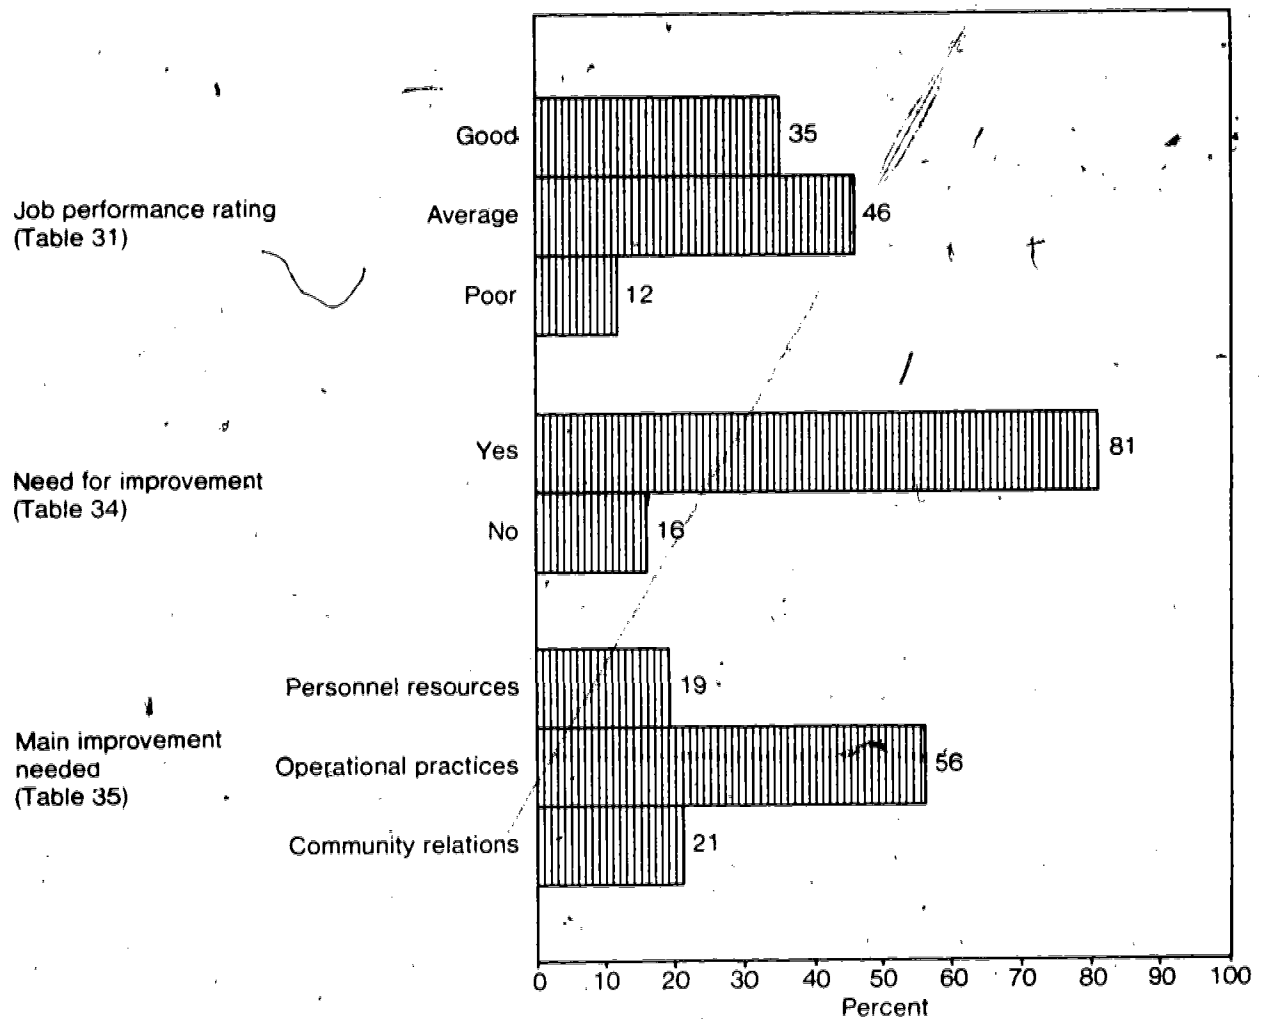 Job performance rating
(Table 31)
Good 35
Average 46
Poor 12
Need for improvement
(Table 34)
Yes 81
No 16
Main improvement
needed
(Table 35)
Personnel resources 19
Operational practices 56
Community relations 21
0 10 20 30 40 50 60 70 80 90 100
Percent